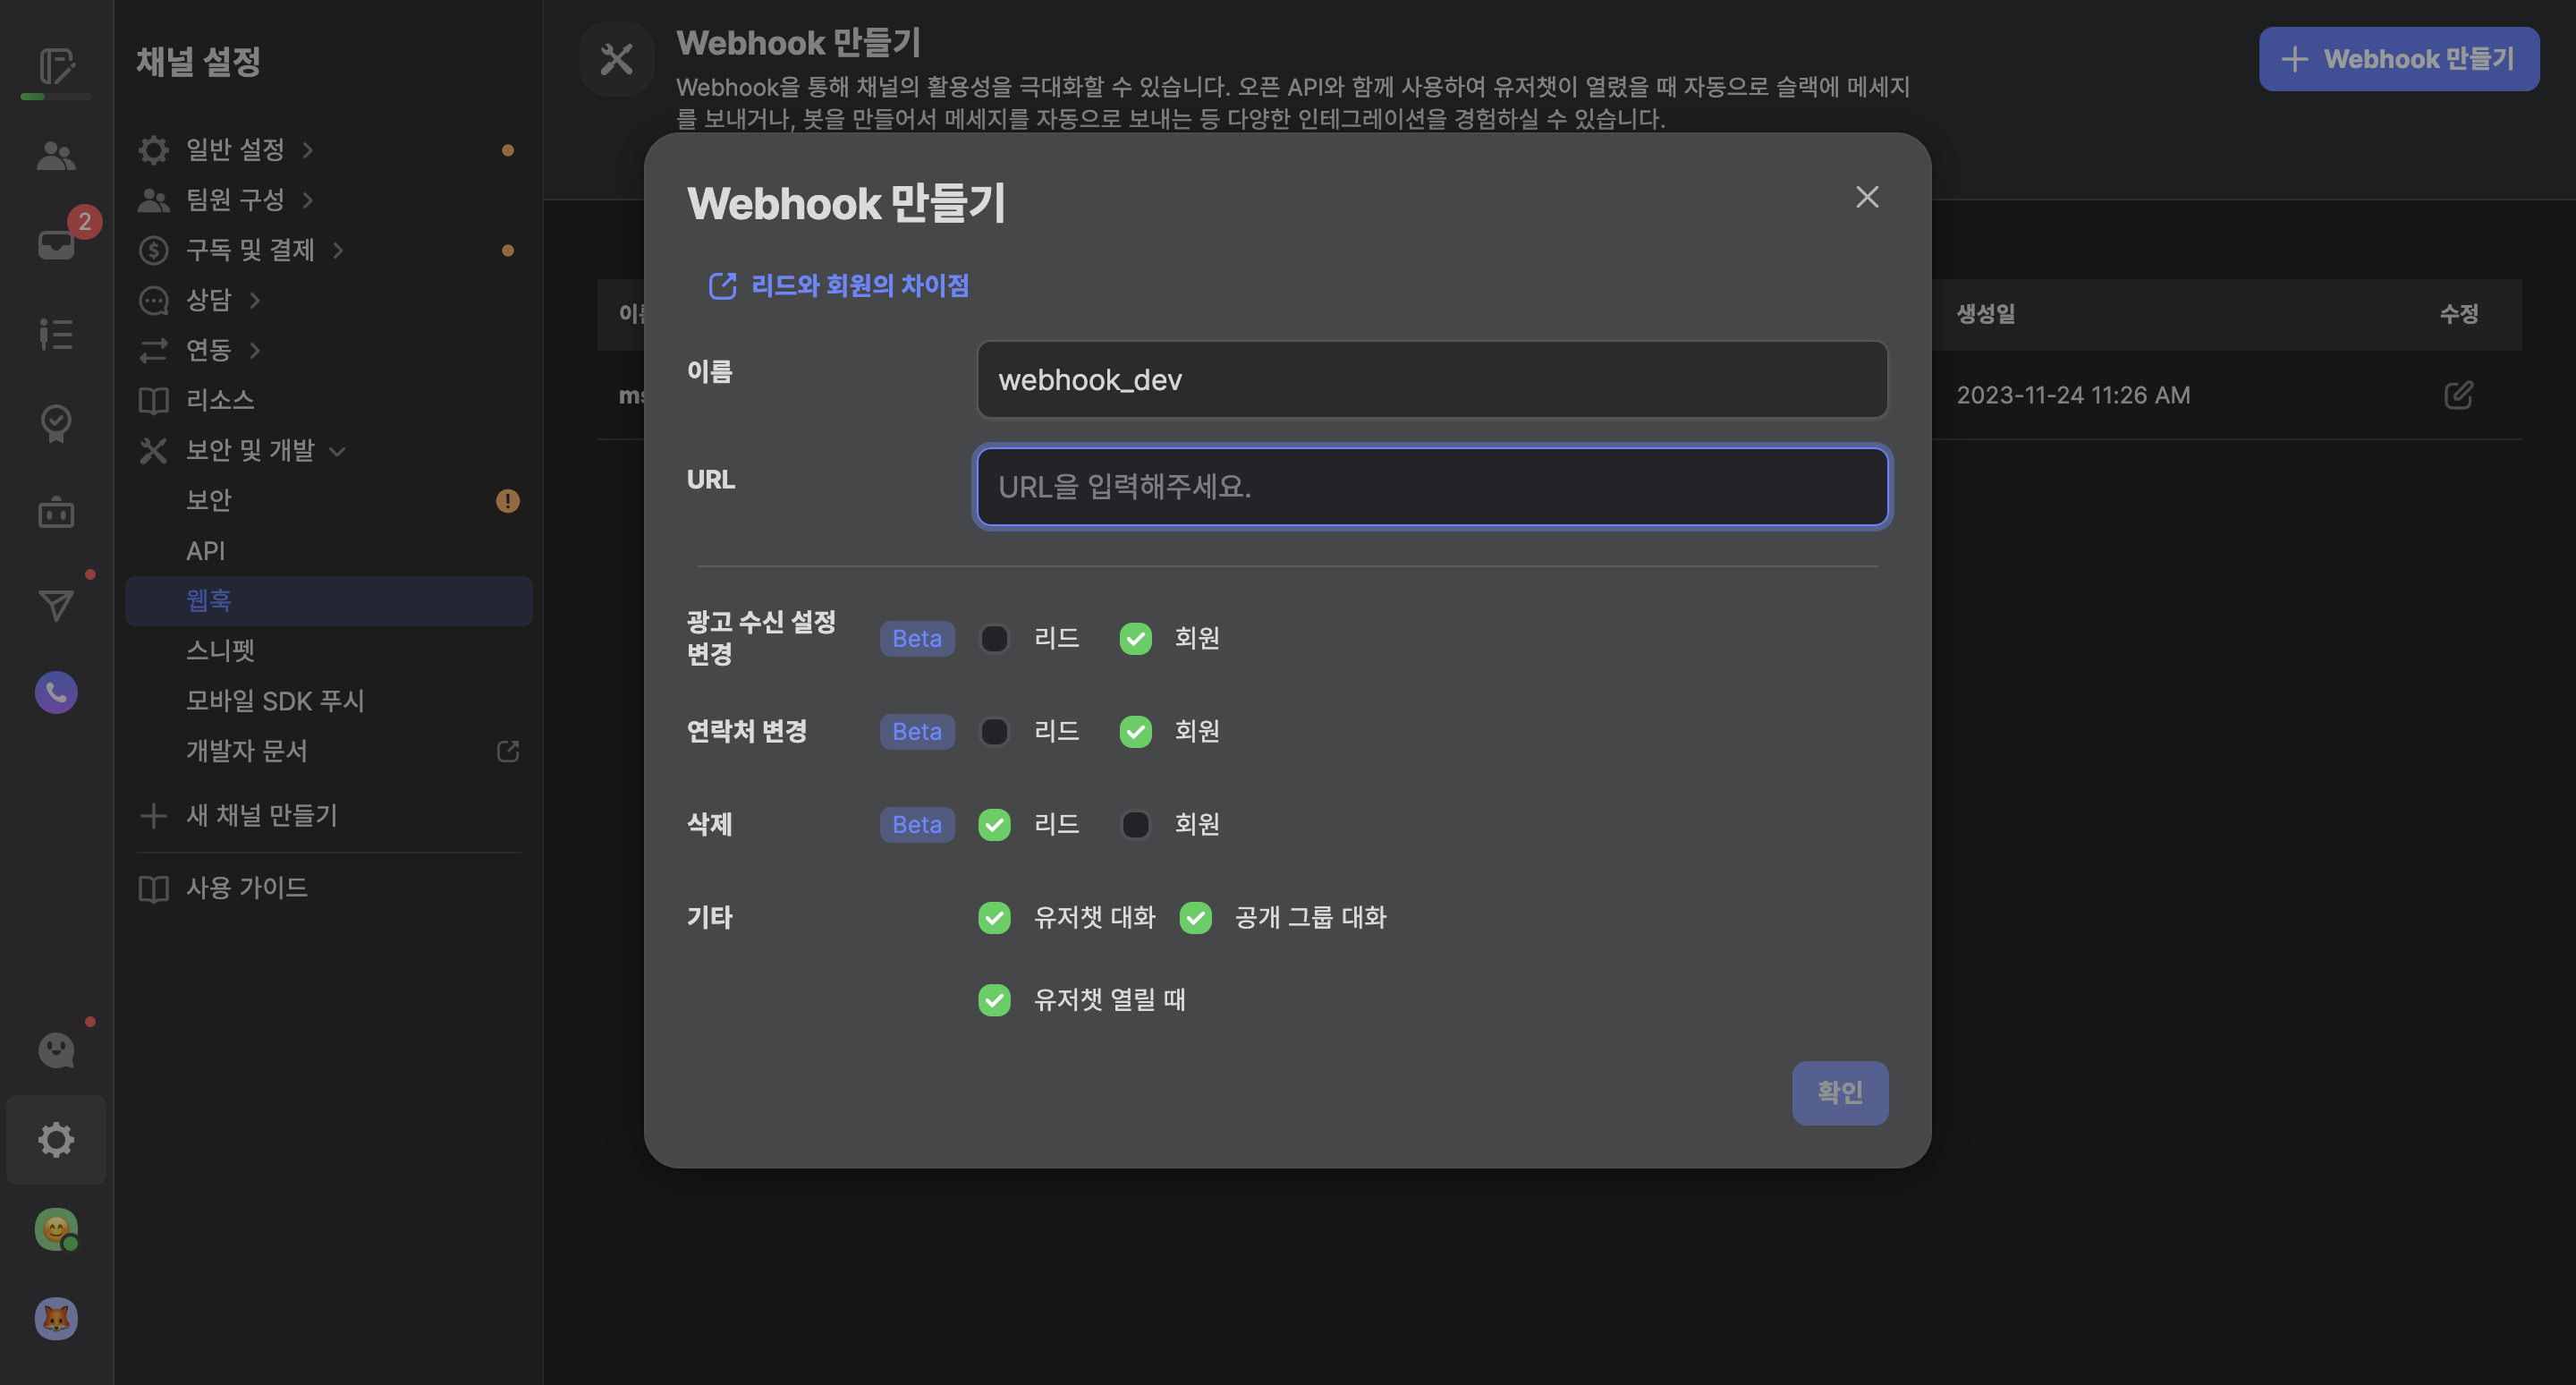 채널 설정
일반 설정
팀원 구성
2
구독 및 결제
상담
연동
리소스
보안 및 개발
보안
API
웹훅
스니펫
모바일 SDK 푸시
개발자 문서
새 채널 만들기
사용 가이드
Webhook 만들기
Webhook을 통해 채널의 활용성을 극대화할 수 있습니다. 오픈 API와 함께 사용하여 유저챗이 열렸을 때 자동으로 슬랙에 메세지
를 보내거나, 봇을 만들어서 메세지를 자동으로 보내는 등 다양한 인테그레이션을 경험하실 수 있습니다.
Webhook 만들기
생성일 수정
2023-11-24 11:26 AM
Webhook 만들기
리드와 회원의 차이점
이름 webhook_dev
URL URL을 입력해주세요.
광고 수신 설정
변경
Beta 리드 회원
연락처 변경 Beta 리드 회원
삭제 Beta 리드 회원
기타 유저챗 대화 공개 그룹 대화
유저챗 열릴 때
확인